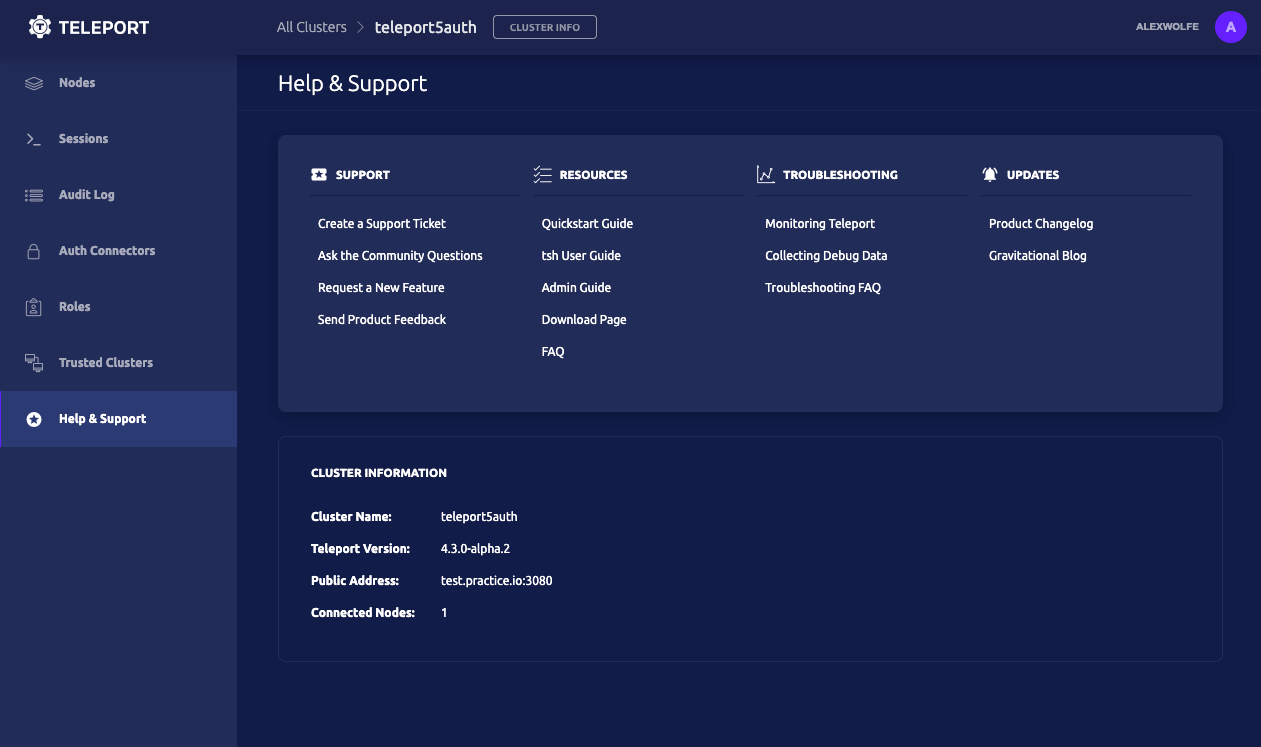 TELEPORT
All Clusters > teleport5auth CLUSTER INFO
ALEXWOLFE A
Nodes
Sessions
Audit Log
Auth Connectors
Roles
Trusted Clusters
Help & Support
Help & Support
SUPPORT
Create a Support Ticket
Ask the Community Questions
Request a New Feature
Send Product Feedback
RESOURCES
Quickstart Guide
tsh User Guide
Admin Guide
Download Page
FAQ
TROUBLESHOOTING
Monitoring Teleport
Collecting Debug Data
Troubleshooting FAQ
UPDATES
Product Changelog
Gravitational Blog
CLUSTER INFORMATION
Cluster Name: teleport5auth
Teleport Version: 4.3.0-alpha.2
Public Address: test.practice.io:3080
Connected Nodes: 1